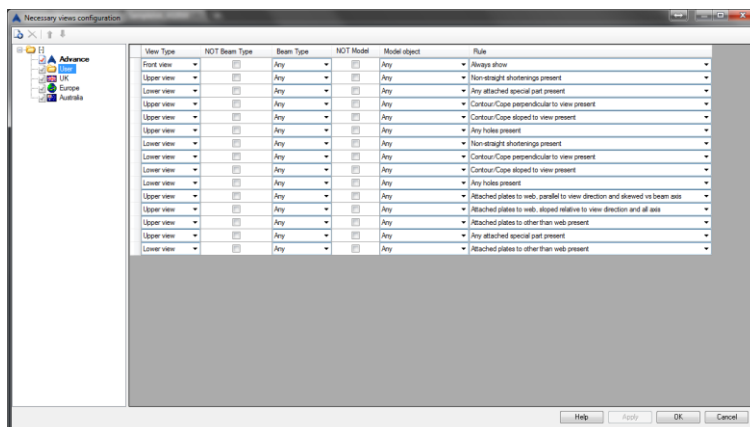 Necessary views configuration
Advance
User
UK
Europe
Australia
View Type NOT Beam Type Beam Type NOT Model Model object Rule
Front view Any Any Always show
Upper view Any Any Non-straight shortenings present
Lower view Any Any Any attached special part present
Upper view Any Any Contour/Cope perpendicular to view present
Upper view Any Any Contour/Cope sloped to view present
Upper view Any Any Any holes present
Lower view Any Any Non-straight shortenings present
Lower view Any Any Contour/Cope perpendicular to view present
Lower view Any Any Contour/Cope sloped to view present
Lower view Any Any Any holes present
Upper view Any Any Attached plates to web, parallel to view direction and skewed vs beam axis
Upper view Any Any Attached plates to web, sloped relative to view direction and all axis
Upper view Any Any Attached plates to other than web present
Upper view Any Any Any attached special part present
Lower view Any Any Attached plates to other than web present
Help Apply OK Cancel